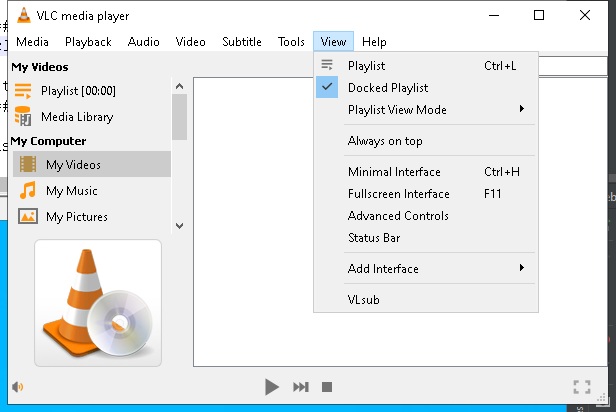 VLC media player
Media Playback Audio Video Subtitle Tools View Help
My Videos
Playlist [00:00]
Media Library
My Computer
My Videos
My Music
My Pictures
Playlist Ctrl+L
Docked Playlist
Playlist View Mode
Always on top
Minimal Interface Ctrl+H
Fullscreen Interface F11
Advanced Controls
Status Bar
Add Interface
VLsub